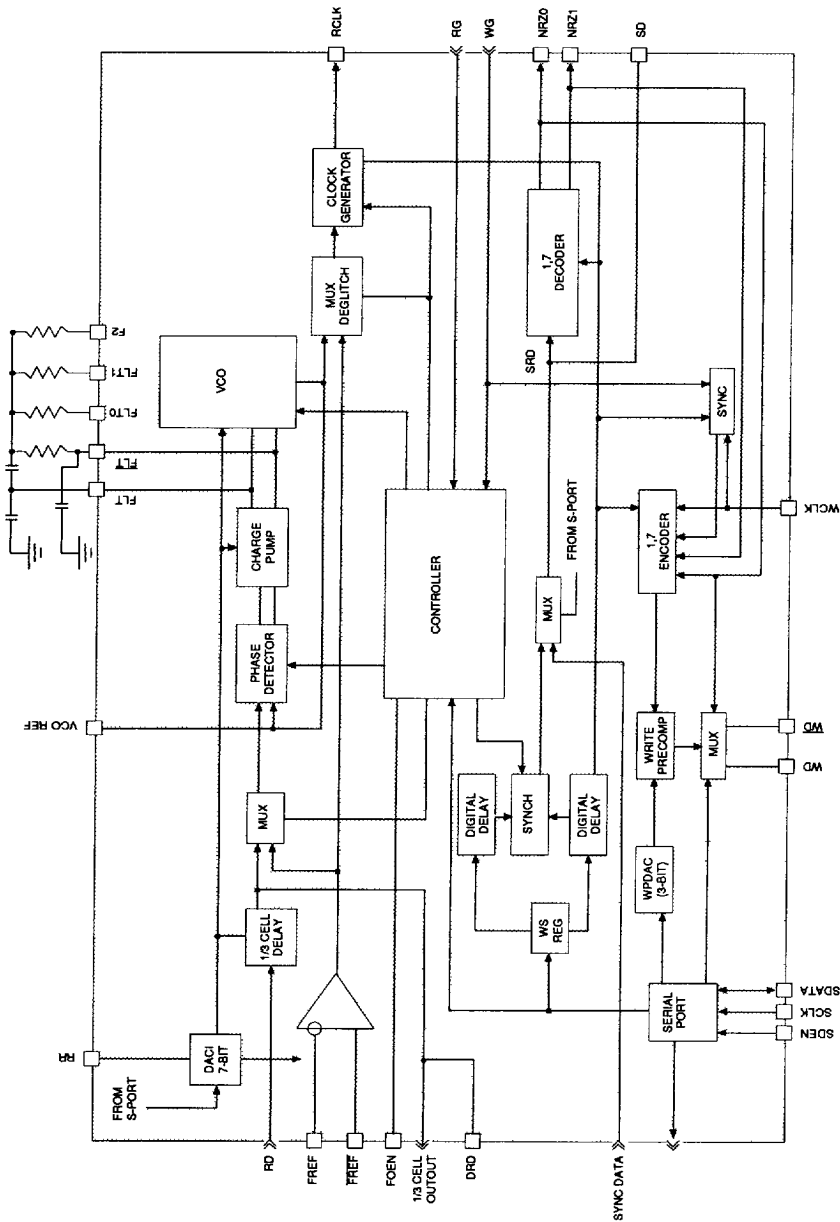 RCLK
RG
WG
NRZ0
NRZ1
SD
CLOCK
GENERATOR
MUX
DEGLITCH
1,7
DECODER
SRD
F2
FLT1
FLT0
FLT
FLT
VCO
SYNC
CHARGE
PUMP
PHASE
DETECTOR
CONTROLLER
MUX
FROM S-PORT
1,7
ENCODER
WCLK
VCO REF
MUX
DIGITAL
DELAY
SYNCH
DIGITAL
DELAY
WRITE
PRECOMP
MUX
WD
WD
1/3 CELL
DELAY
WS
REG
WPDAC
(3-BIT)
RR
DACI
7-BIT
FROM
S-PORT
SERIAL
PORT
SDATA
SCLK
SDEN
RD
FREF
FREF
FOEN
1/3 CELL
OUTOUT
DRD
SYNC DATA